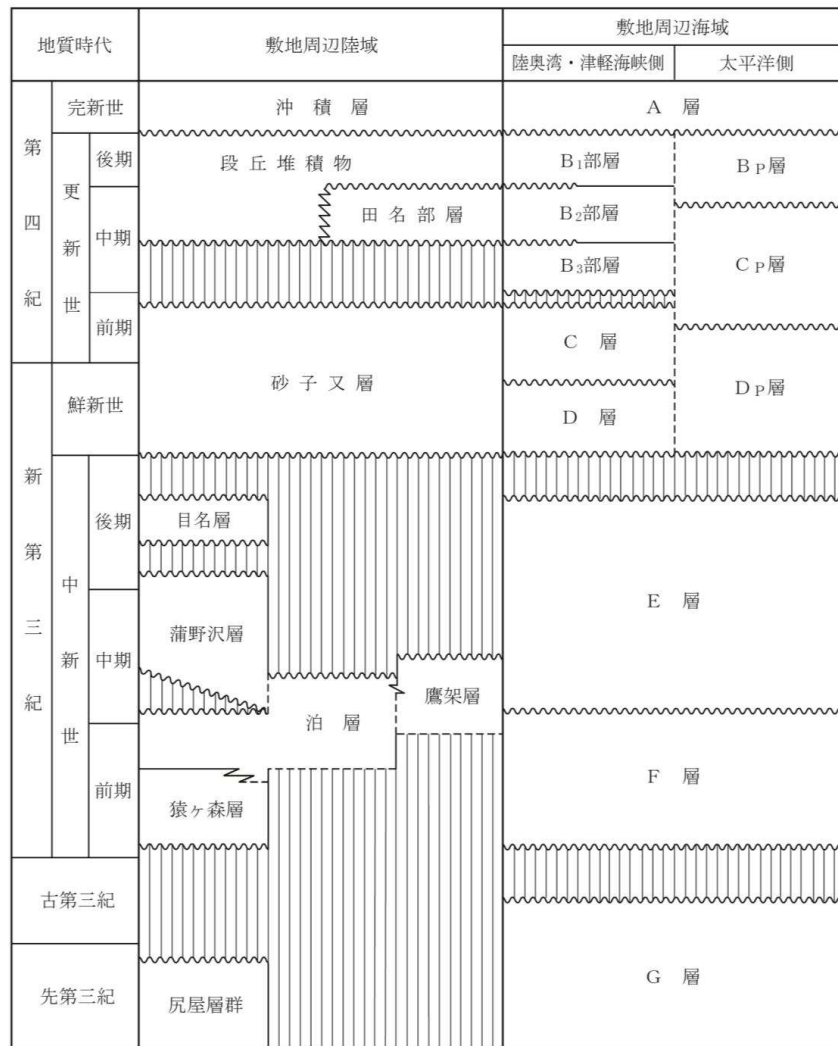 地質時代
敷地周辺陸域
敷地周辺海域
陸奥湾・津軽海峡側
太平洋側
第四紀
完新世
沖積層
A 層
更新世
後期
段丘堆積物
B₁部層
BP層
中期
田名部層
B₂部層
B₃部層
CP層
前期
砂子又層
C 層
新第三紀
鮮新世
D 層
DP層
中新世
後期
目名層
E 層
中期
蒲野沢層
泊層
鷹架層
前期
猿ヶ森層
F 層
古第三紀
先第三紀
尻屋層群
G 層